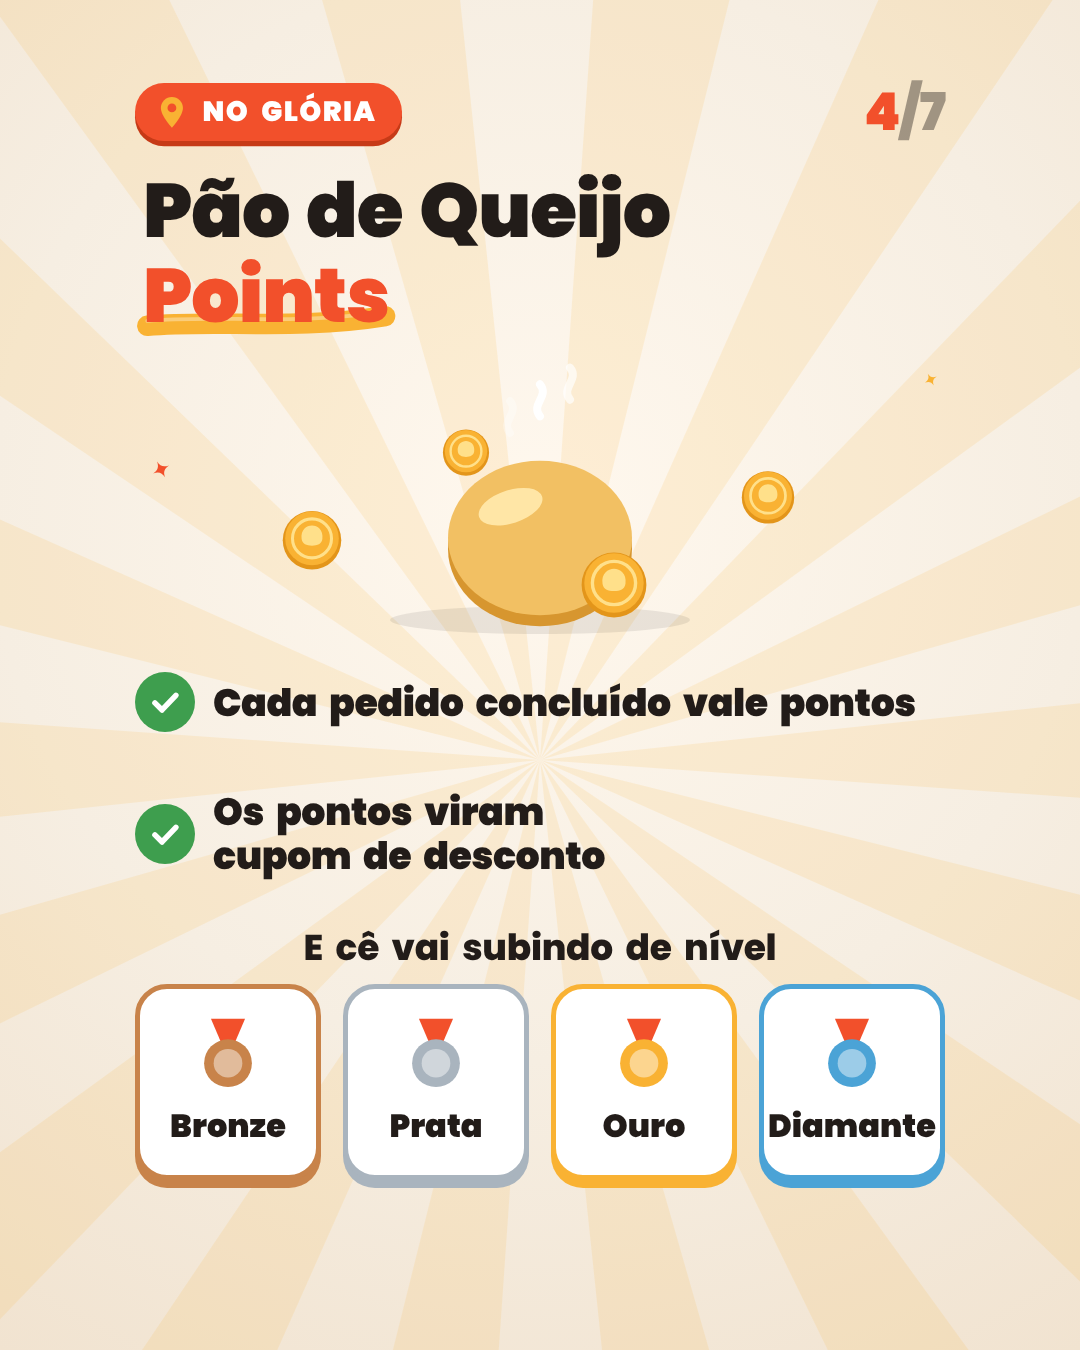 NO GLÓRIA
4/7
Pão de Queijo
Points
Cada pedido concluído vale pontos
Os pontos viram
cupom de desconto
E cê vai subindo de nível
Bronze
Prata
Ouro
Diamante